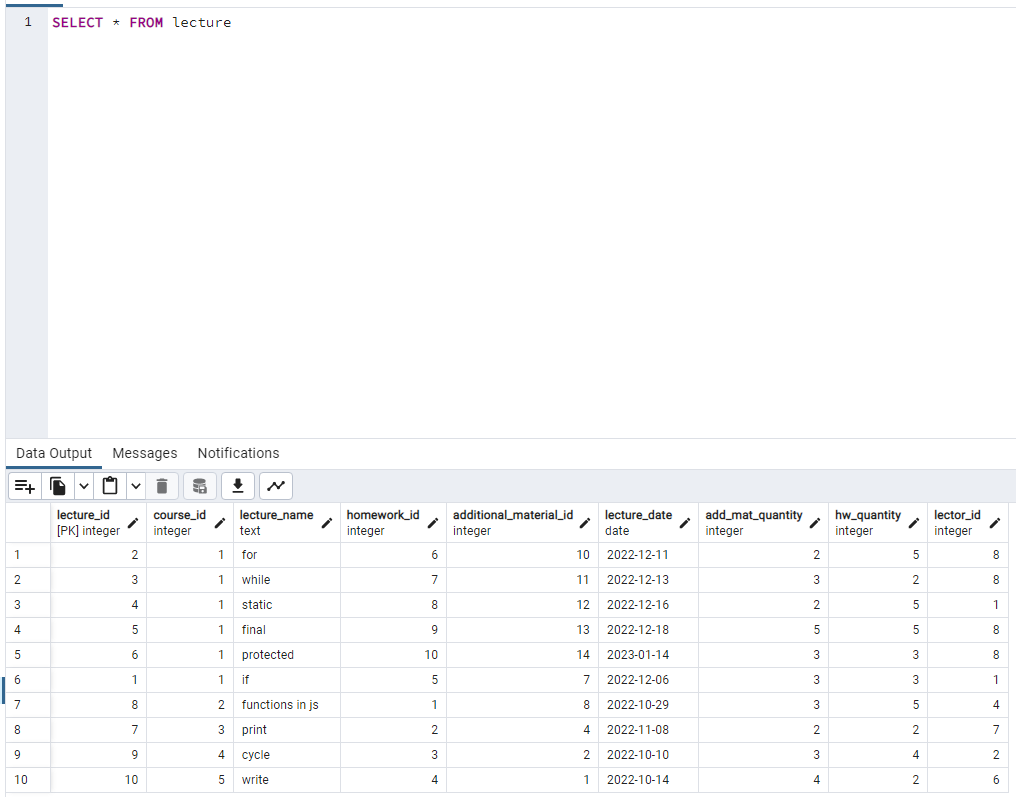 1 SELECT * FROM lecture
Data Output Messages Notifications
lecture_id course_id lecture_name homework_id additional_material_id lecture_date add_mat_quantity hw_quantity lector_id
[PK] integer integer text integer integer date integer integer integer
1 2 1 for 6 10 2022-12-11 2 5 8
2 3 1 while 7 11 2022-12-13 3 2 8
3 4 1 static 8 12 2022-12-16 2 5 1
4 5 1 final 9 13 2022-12-18 5 5 8
5 6 1 protected 10 14 2023-01-14 3 3 8
6 1 1 if 5 7 2022-12-06 3 3 1
7 8 2 functions in js 1 8 2022-10-29 3 5 4
8 7 3 print 2 4 2022-11-08 2 2 7
9 9 4 cycle 3 2 2022-10-10 3 4 2
10 10 5 write 4 1 2022-10-14 4 2 6